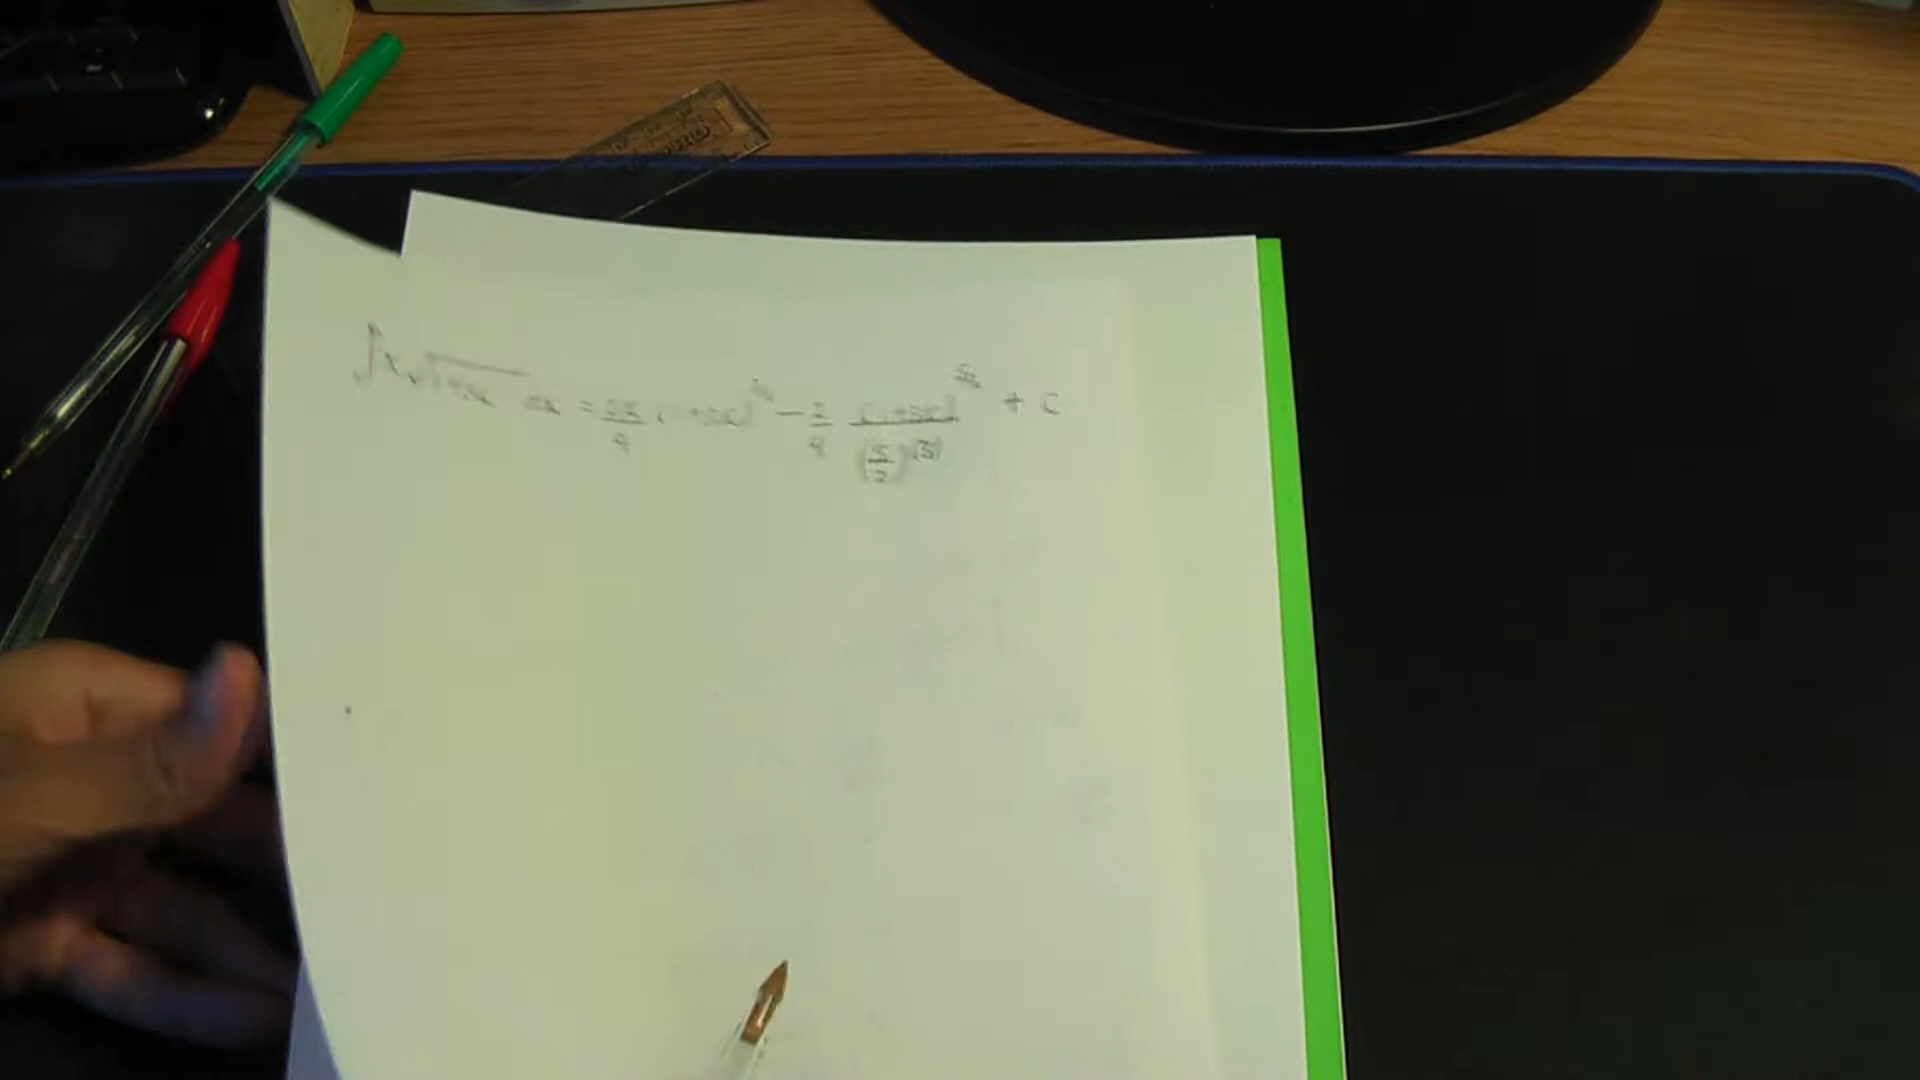 ∫x√(1+3x) dx = 2x/9 (1+3x)^(3/2) − 2/9 (1+3x)^(5/2)/((5/2)(3)) + c